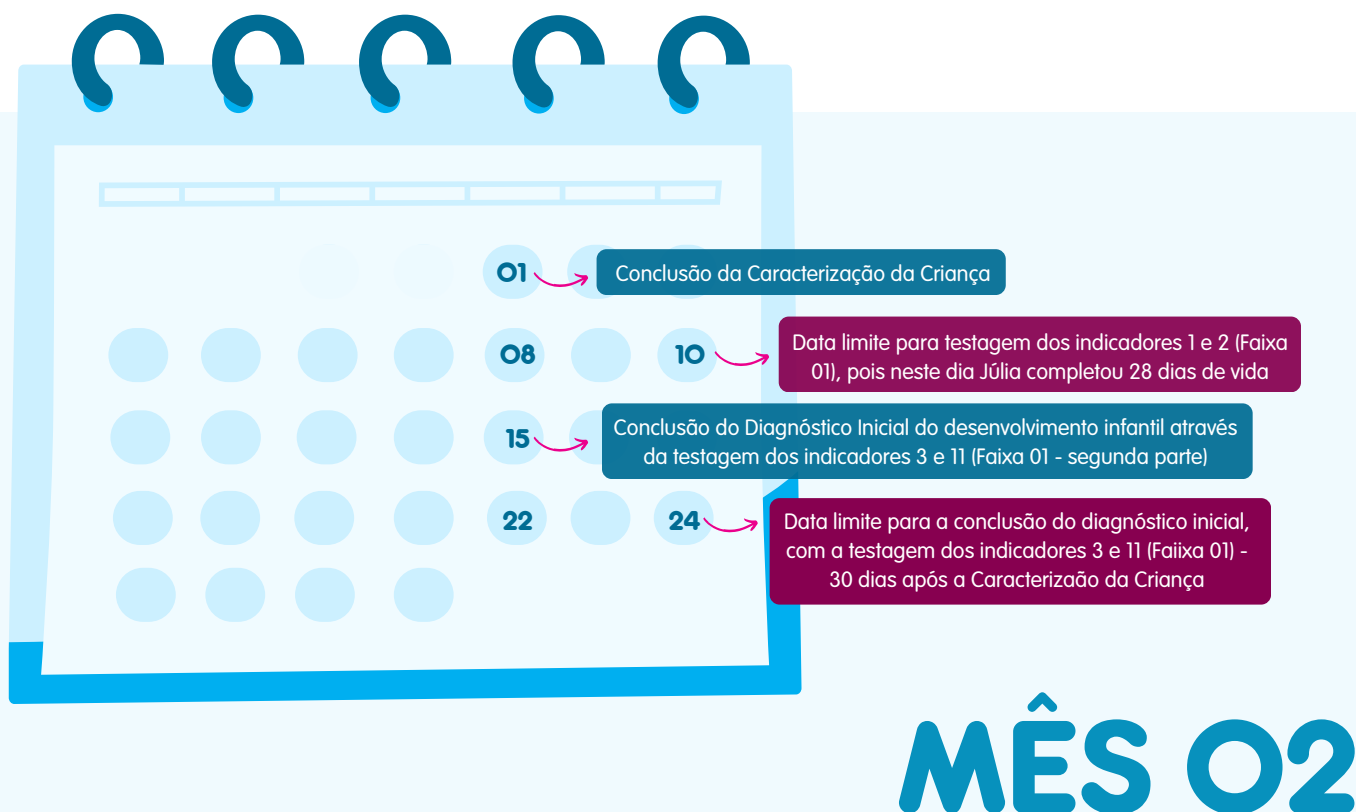 01
Conclusão da Caracterização da Criança
08
10
Data limite para testagem dos indicadores 1 e 2 (Faixa
01), pois neste dia Júlia completou 28 dias de vida
15
Conclusão do Diagnóstico Inicial do desenvolvimento infantil através
da testagem dos indicadores 3 e 11 (Faixa 01 - segunda parte)
22
24
Data limite para a conclusão do diagnóstico inicial,
com a testagem dos indicadores 3 e 11 (Faiixa 01) -
30 dias após a Caracterizaão da Criança
MÊS 02